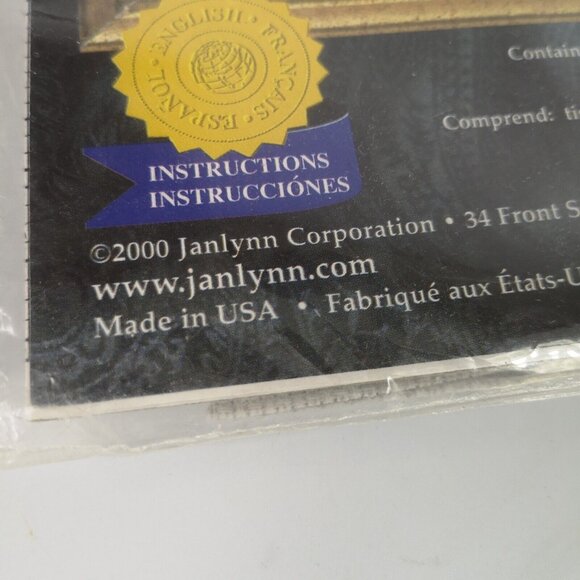 ENGLISH • FRANÇAIS • ESPAÑOL •
Contain
Comprend: ti
INSTRUCTIONS
INSTRUCCIÓNES
©2000 Janlynn Corporation • 34 Front S
www.janlynn.com
Made in USA • Fabriqué aux États-U